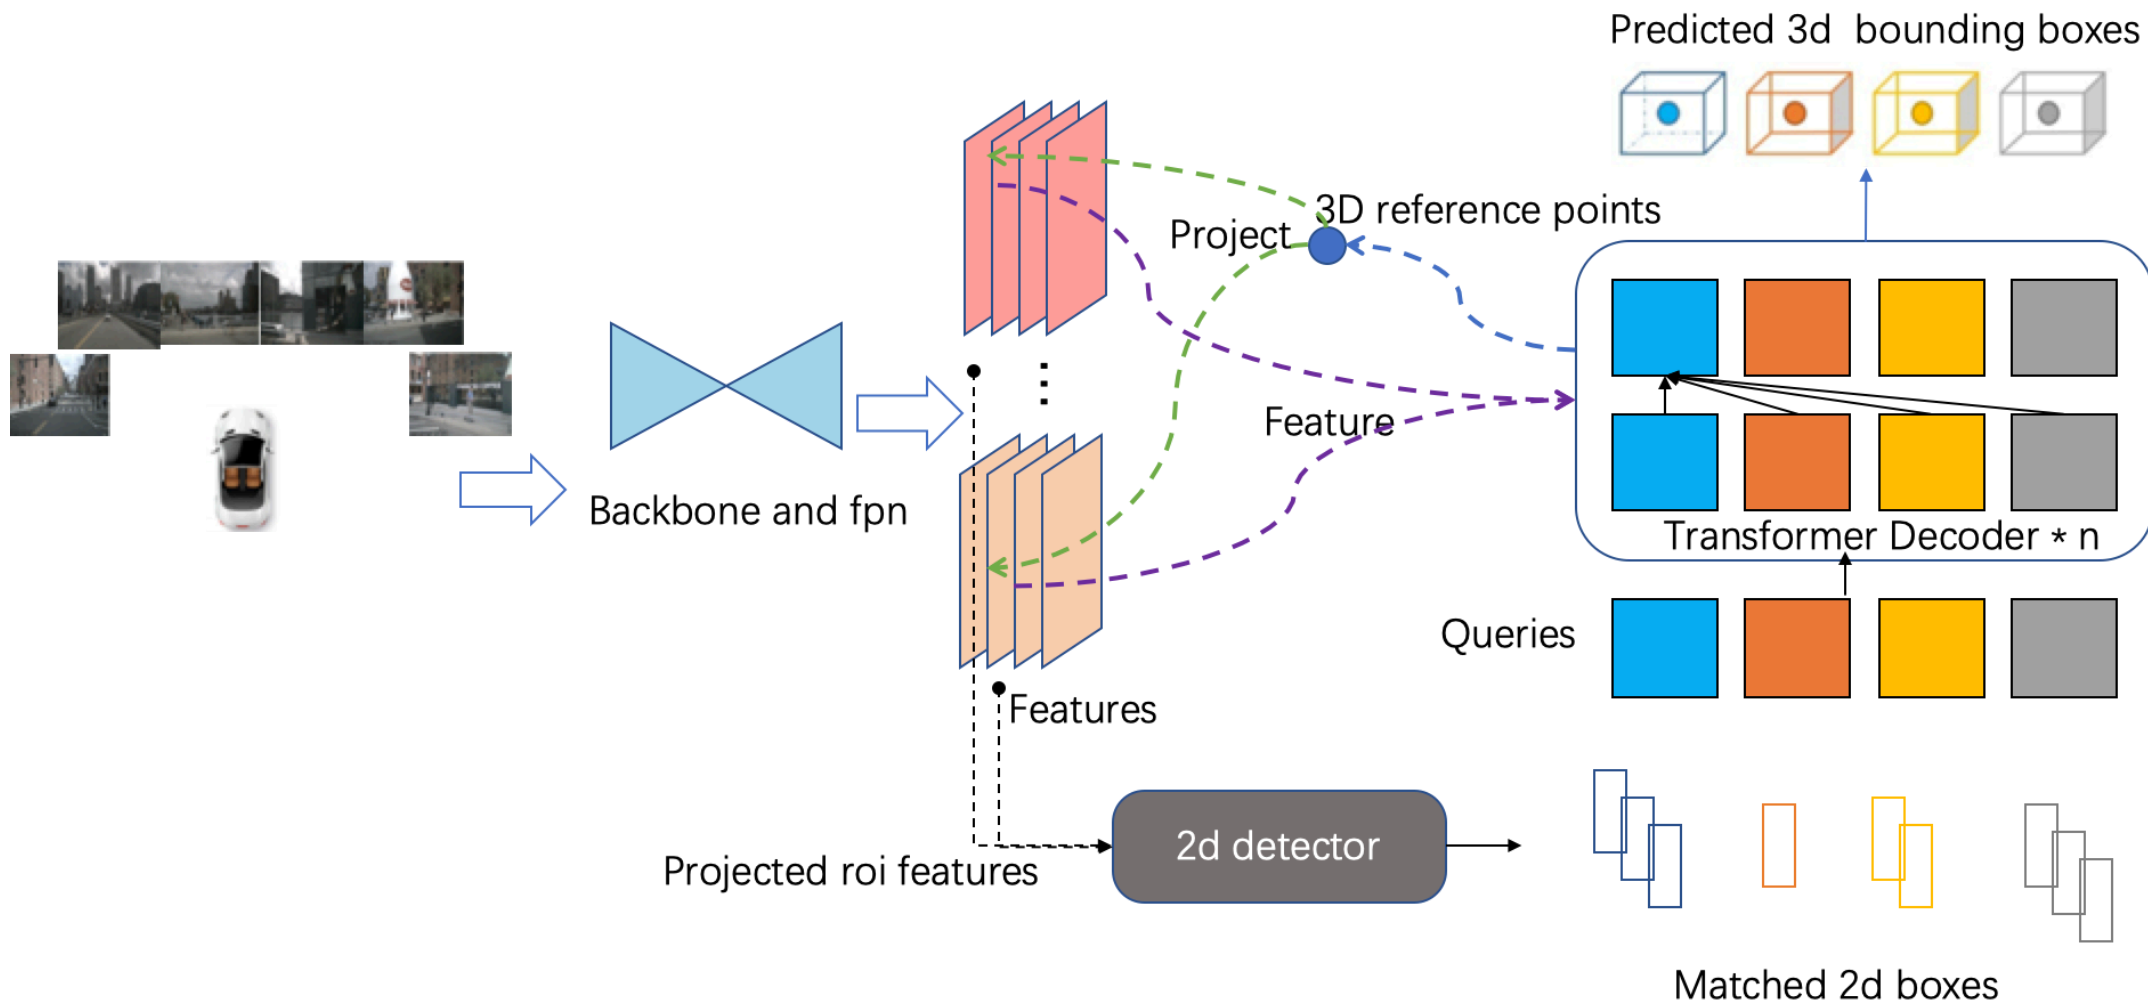 Predicted 3d bounding boxes
3D reference points
Project
Feature
Backbone and fpn
Transformer Decoder * n
Queries
Features
2d detector
Projected roi features
Matched 2d boxes